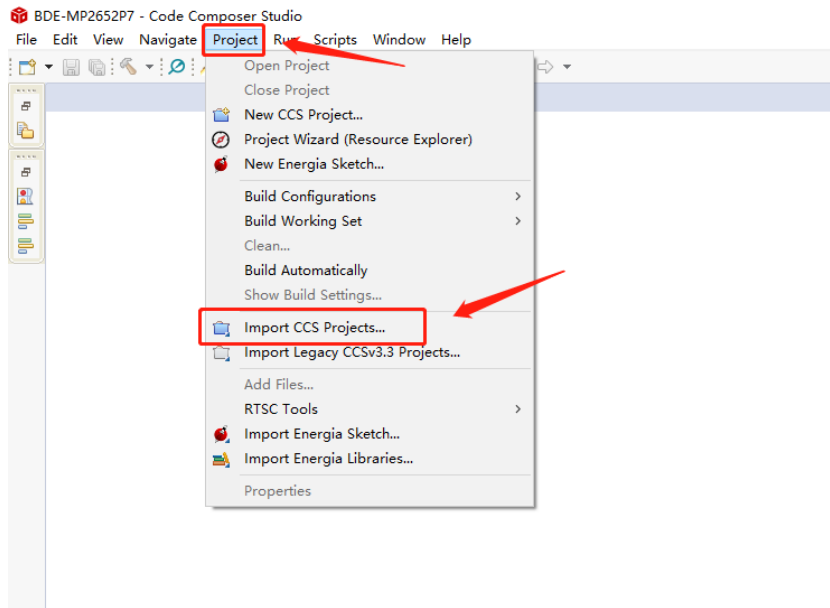 BDE-MP2652P7 - Code Composer Studio
File Edit View Navigate Project Scripts Window Help
Open Project
Close Project
New CCS Project...
Project Wizard (Resource Explorer)
New Energia Sketch...
Build Configurations
Build Working Set
Clean...
Build Automatically
Show Build Settings...
Import CCS Projects...
Import Legacy CCSv3.3 Projects...
Add Files...
RTSC Tools
Import Energia Sketch...
Import Energia Libraries...
Properties